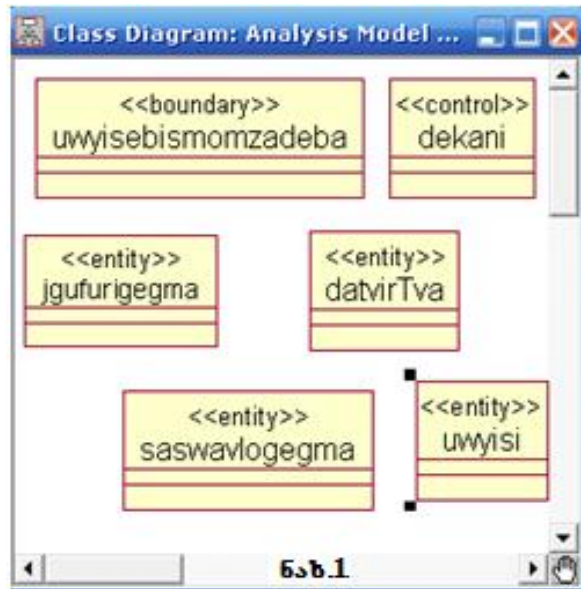 Class Diagram: Analysis Model ...
<<boundary>>
uwyisebismomzadeba
<<control>>
dekani
<<entity>>
jgufurigegma
<<entity>>
datvirTva
<<entity>>
saswavlogegma
<<entity>>
uwyisi
ნახ.1